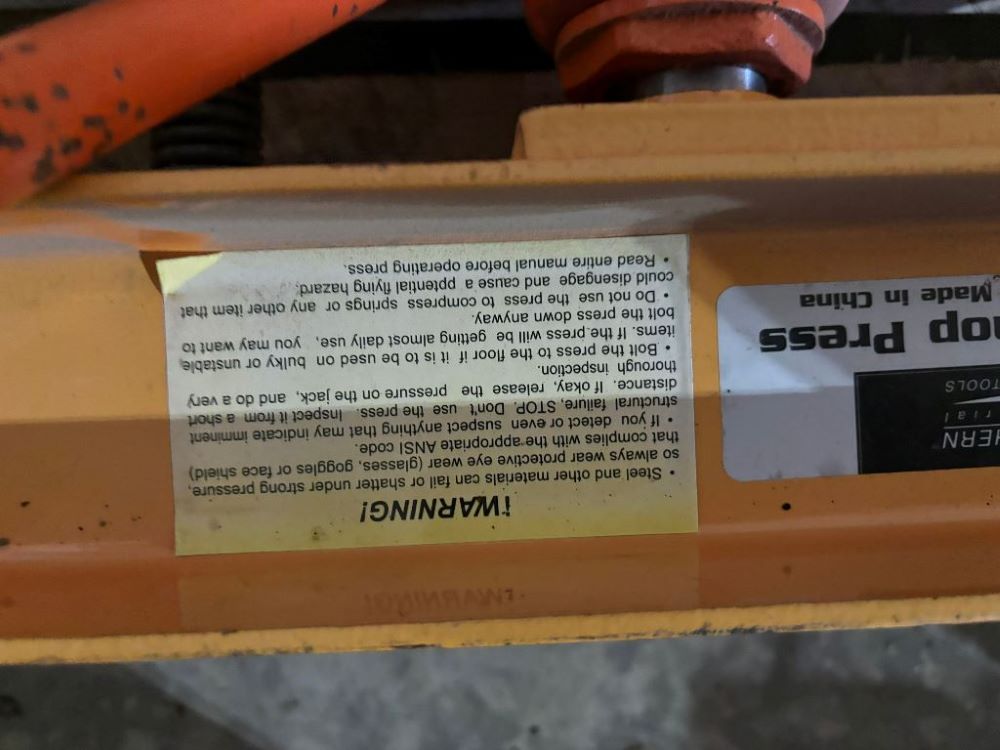 ¡WARNING!
• Steel and other materials can fail or shatter under strong pressure,
so always wear protective eye wear (glasses, goggles or face shield)
that complies with the appropriate ANSI code.
• If you detect or even suspect anything that may indicate imminent
structural failure, STOP. Don't use the press. Inspect it from a short
distance. If okay, release the pressure on the jack, and do a very
thorough inspection.
• Bolt the press to the floor if it is to be used on bulky or unstable
items. If the press will be getting almost daily use, you may want to
bolt the press down anyway.
• Do not use the press to compress springs or any other item that
could disengage and cause a potential flying hazard.
• Read entire manual before operating press.
HERN™
rial
TOOLS
hop Press
Made in China